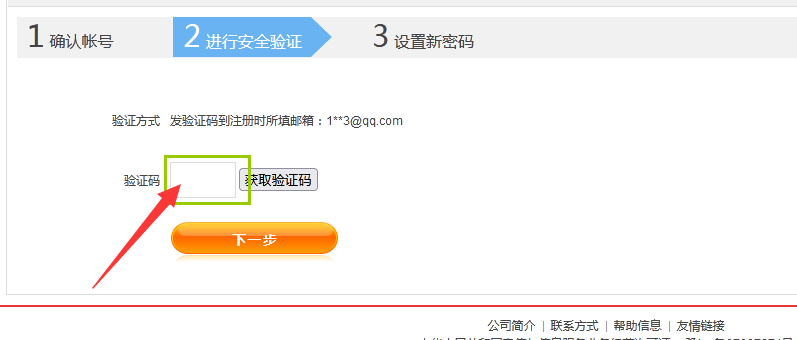 1 确认帐号 2 进行安全验证 3 设置新密码
验证方式 发验证码到注册时所填邮箱：1**3@qq.com
验证码 获取验证码
下一步
公司简介 | 联系方式 | 帮助信息 | 友情链接